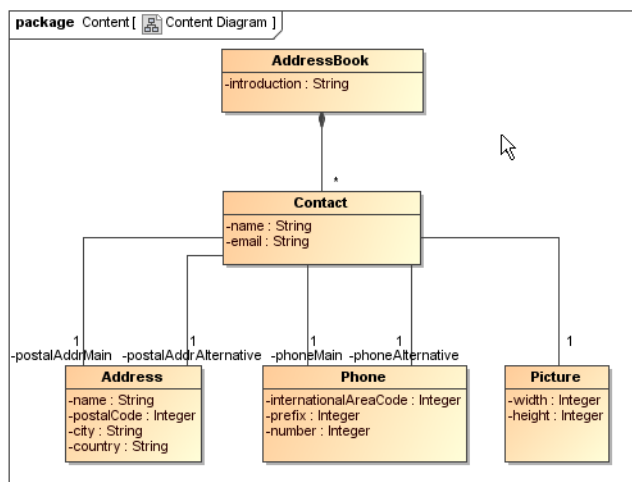 package Content [ Content Diagram ]
AddressBook
-introduction : String
*
Contact
-name : String
-email : String
1 1 1 1 1
-postalAddrMain -postalAddrAlternative -phoneMain -phoneAlternative
Address
-name : String
-postalCode : Integer
-city : String
-country : String
Phone
-internationalAreaCode : Integer
-prefix : Integer
-number : Integer
Picture
-width : Integer
-height : Integer